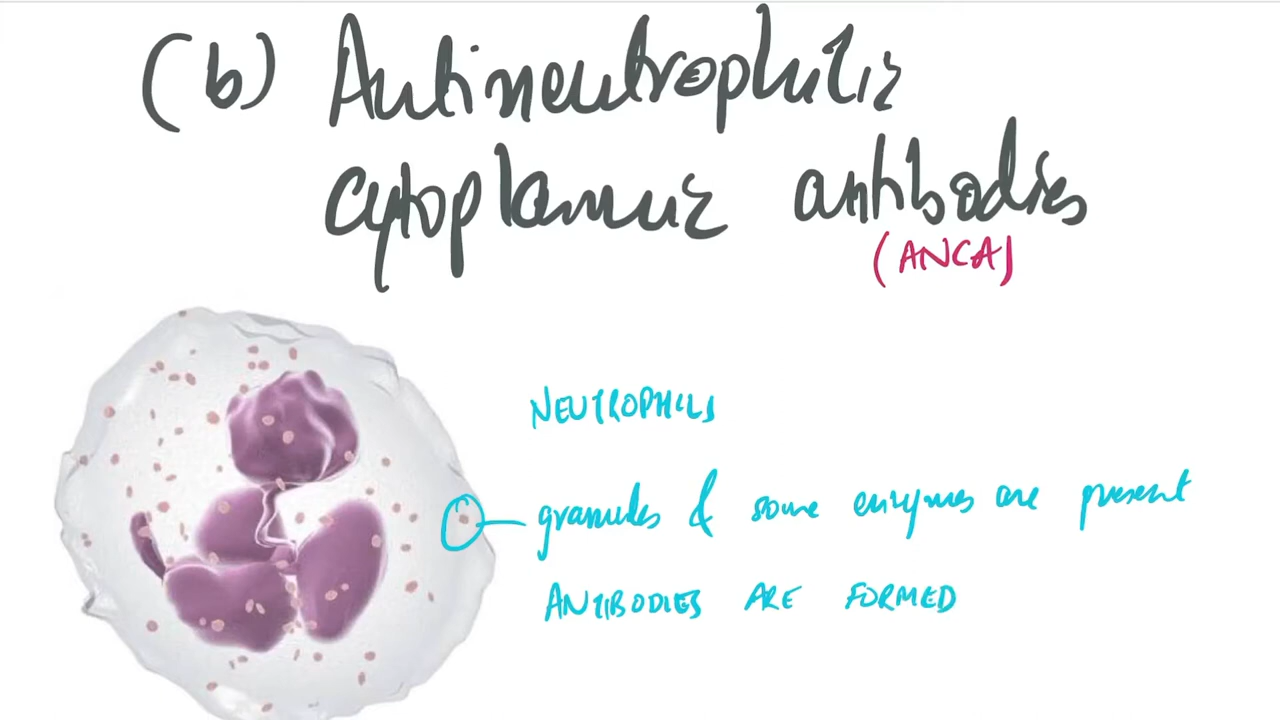 (b) Antineutrophilic
cytoplasmic antibodies
(ANCA)
NEUTROPHILS
granules & some enzymes are present
ANTIBODIES ARE FORMED